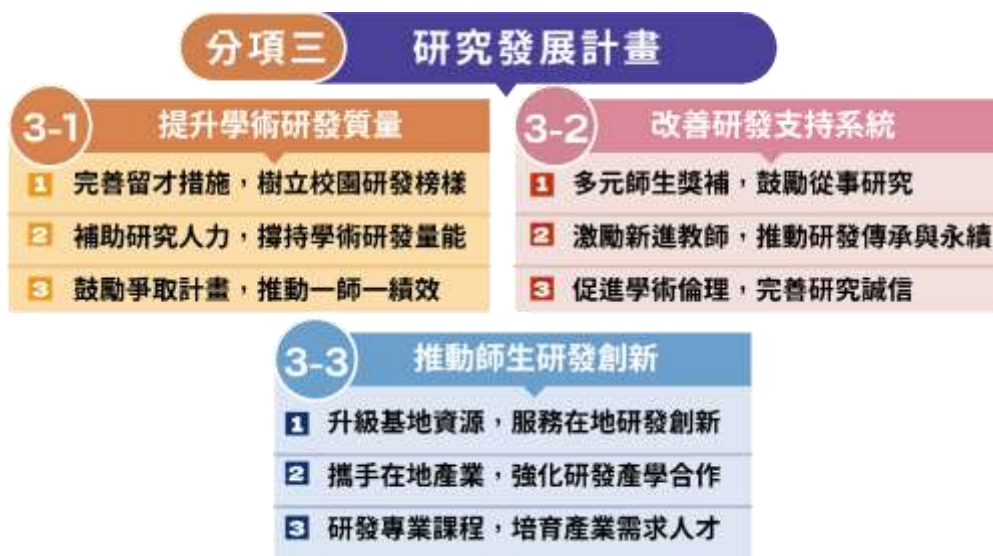 分項三 研究發展計畫
3-1 提升學術研發質量
1 完善留才措施，樹立校園研發榜樣
2 補助研究人力，撐持學術研發量能
3 鼓勵爭取計畫，推動一師一績效
3-2 改善研發支持系統
1 多元師生獎補，鼓勵從事研究
2 激勵新進教師，推動研發傳承與永續
3 促進學術倫理，完善研究誠信
3-3 推動師生研發創新
1 升級基地資源，服務在地研發創新
2 攜手在地產業，強化研發產學合作
3 研發專業課程，培育產業需求人才